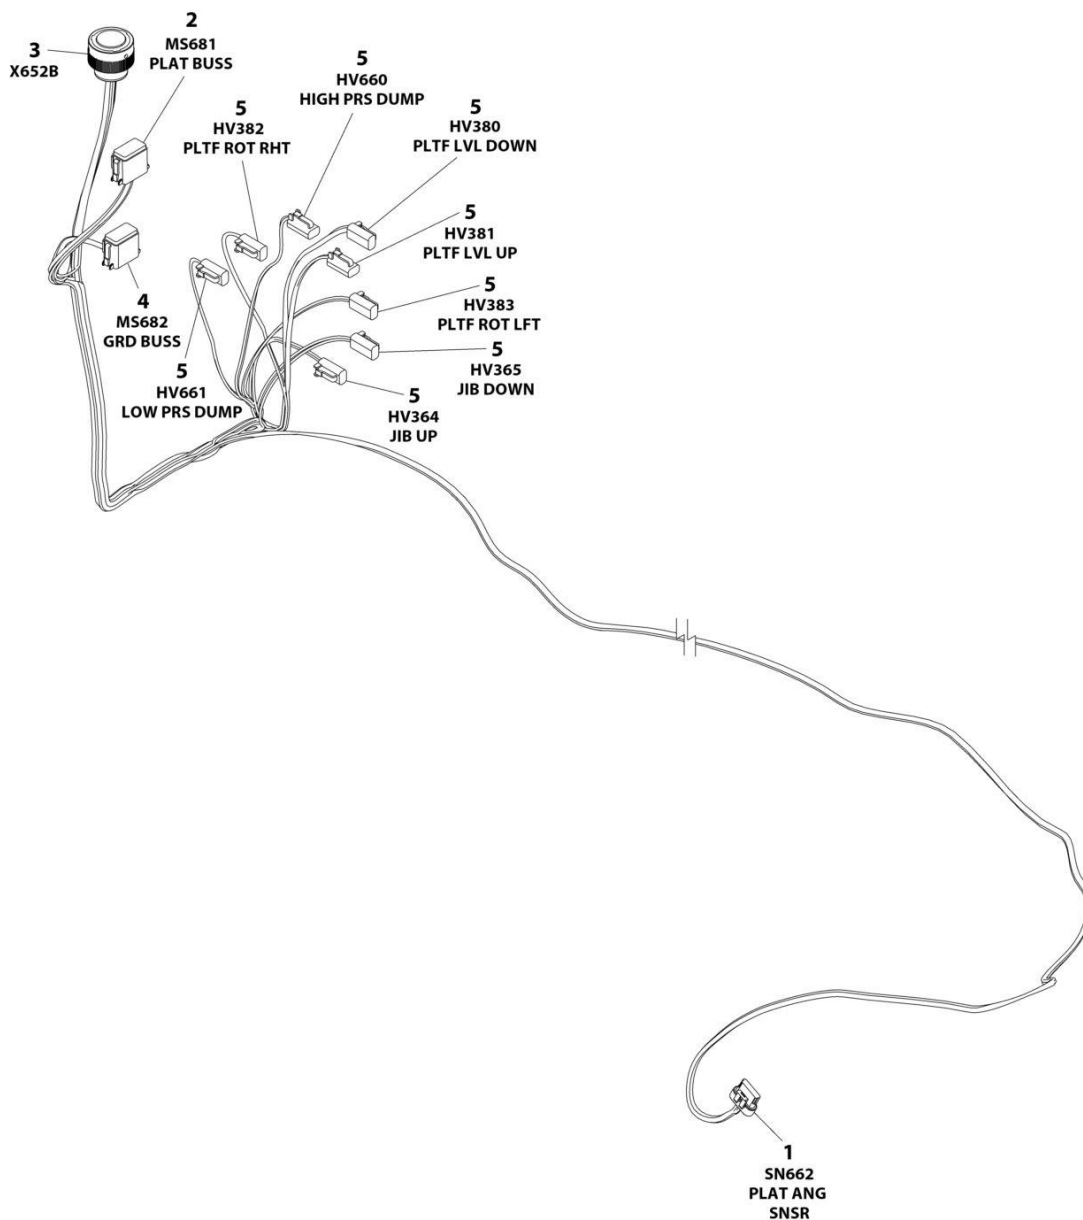 2
MS681
PLAT BUSS
3
X652B
5
HV660
HIGH PRS DUMP
5
HV382
PLTF ROT RHT
5
HV380
PLTF LVL DOWN
5
HV381
PLTF LVL UP
5
HV383
PLTF ROT LFT
4
MS682
GRD BUSS
5
HV365
JIB DOWN
5
HV661
LOW PRS DUMP
5
HV364
JIB UP
1
SN662
PLAT ANG
SNSR